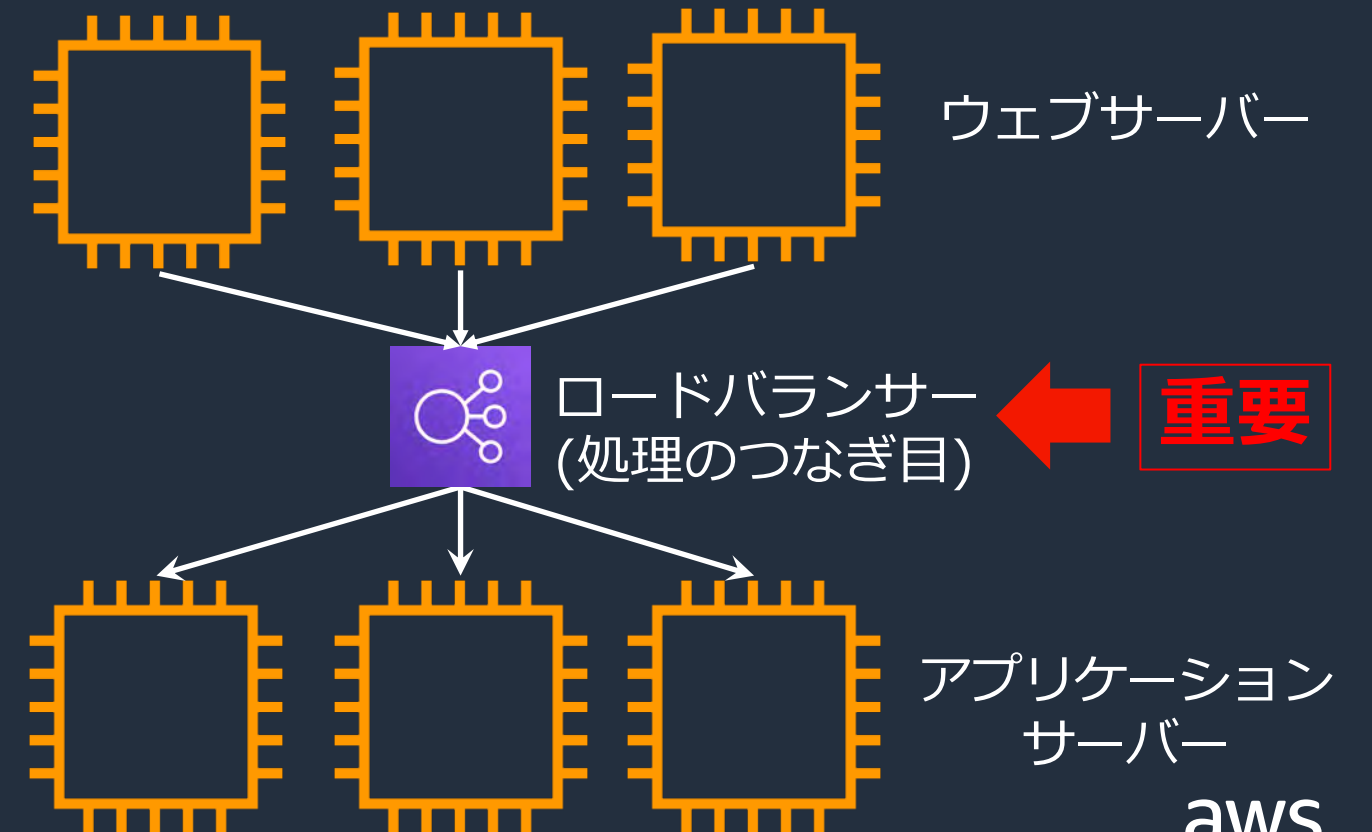 ウェブサーバー
ロードバランサー
(処理のつなぎ目)
重要
アプリケーション
サーバー
aws